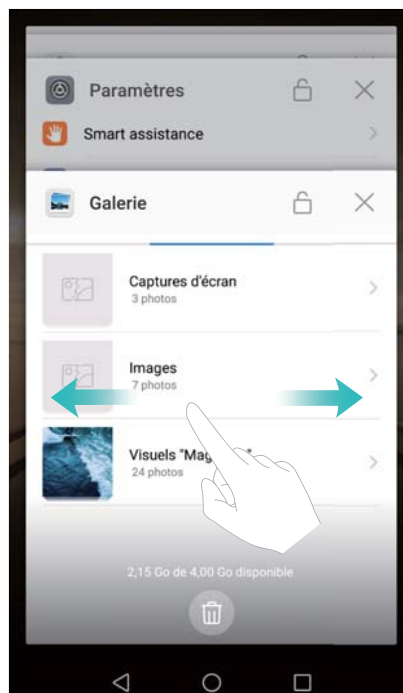 Paramètres
Smart assistance
Galerie
Captures d'écran
3 photos
Images
7 photos
Visuels "Mag
24 photos
2,15 Go de 4,00 Go disponible